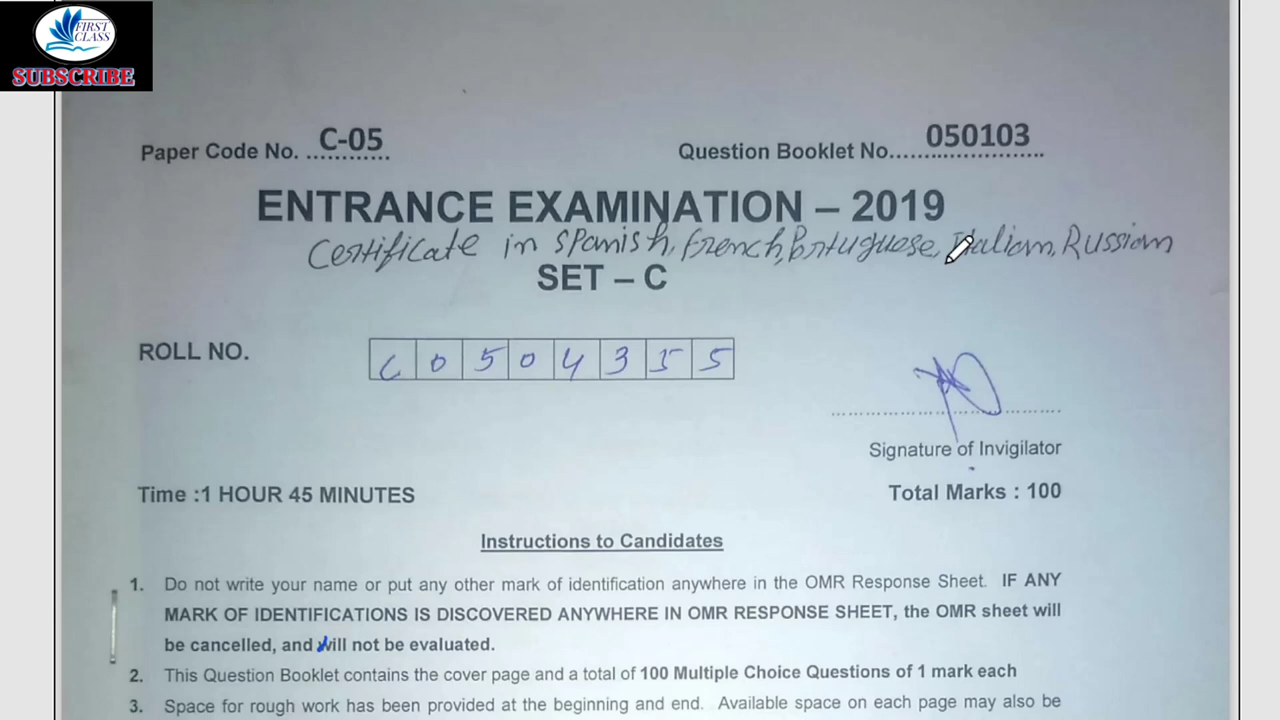 FIRST
CLASS
SUBSCRIBE
Paper Code No. C-05
Question Booklet No. 050103
ENTRANCE EXAMINATION – 2019
Certificate in Spanish, French, Portuguese, Italian, Russian
SET – C
ROLL NO. C 0 5 0 4 3 5 5
Signature of Invigilator
Time :1 HOUR 45 MINUTES
Total Marks : 100
Instructions to Candidates
1. Do not write your name or put any other mark of identification anywhere in the OMR Response Sheet. IF ANY
MARK OF IDENTIFICATIONS IS DISCOVERED ANYWHERE IN OMR RESPONSE SHEET, the OMR sheet will
be cancelled, and will not be evaluated.
2. This Question Booklet contains the cover page and a total of 100 Multiple Choice Questions of 1 mark each
3. Space for rough work has been provided at the beginning and end. Available space on each page may also be